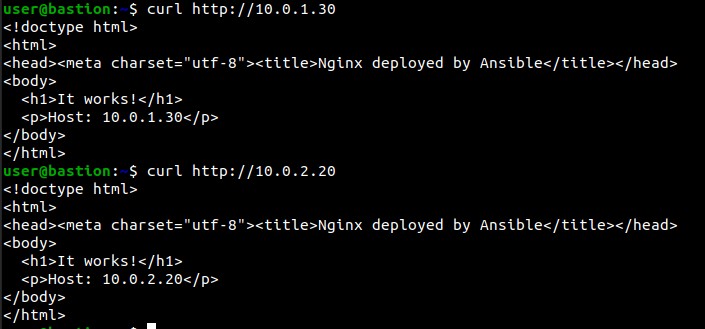 user@bastion:~$ curl http://10.0.1.30
<!doctype html>
<html>
<head><meta charset="utf-8"><title>Nginx deployed by Ansible</title></head>
<body>
  <h1>It works!</h1>
  <p>Host: 10.0.1.30</p>
</body>
</html>
user@bastion:~$ curl http://10.0.2.20
<!doctype html>
<html>
<head><meta charset="utf-8"><title>Nginx deployed by Ansible</title></head>
<body>
  <h1>It works!</h1>
  <p>Host: 10.0.2.20</p>
</body>
</html>
user@bastion:~$